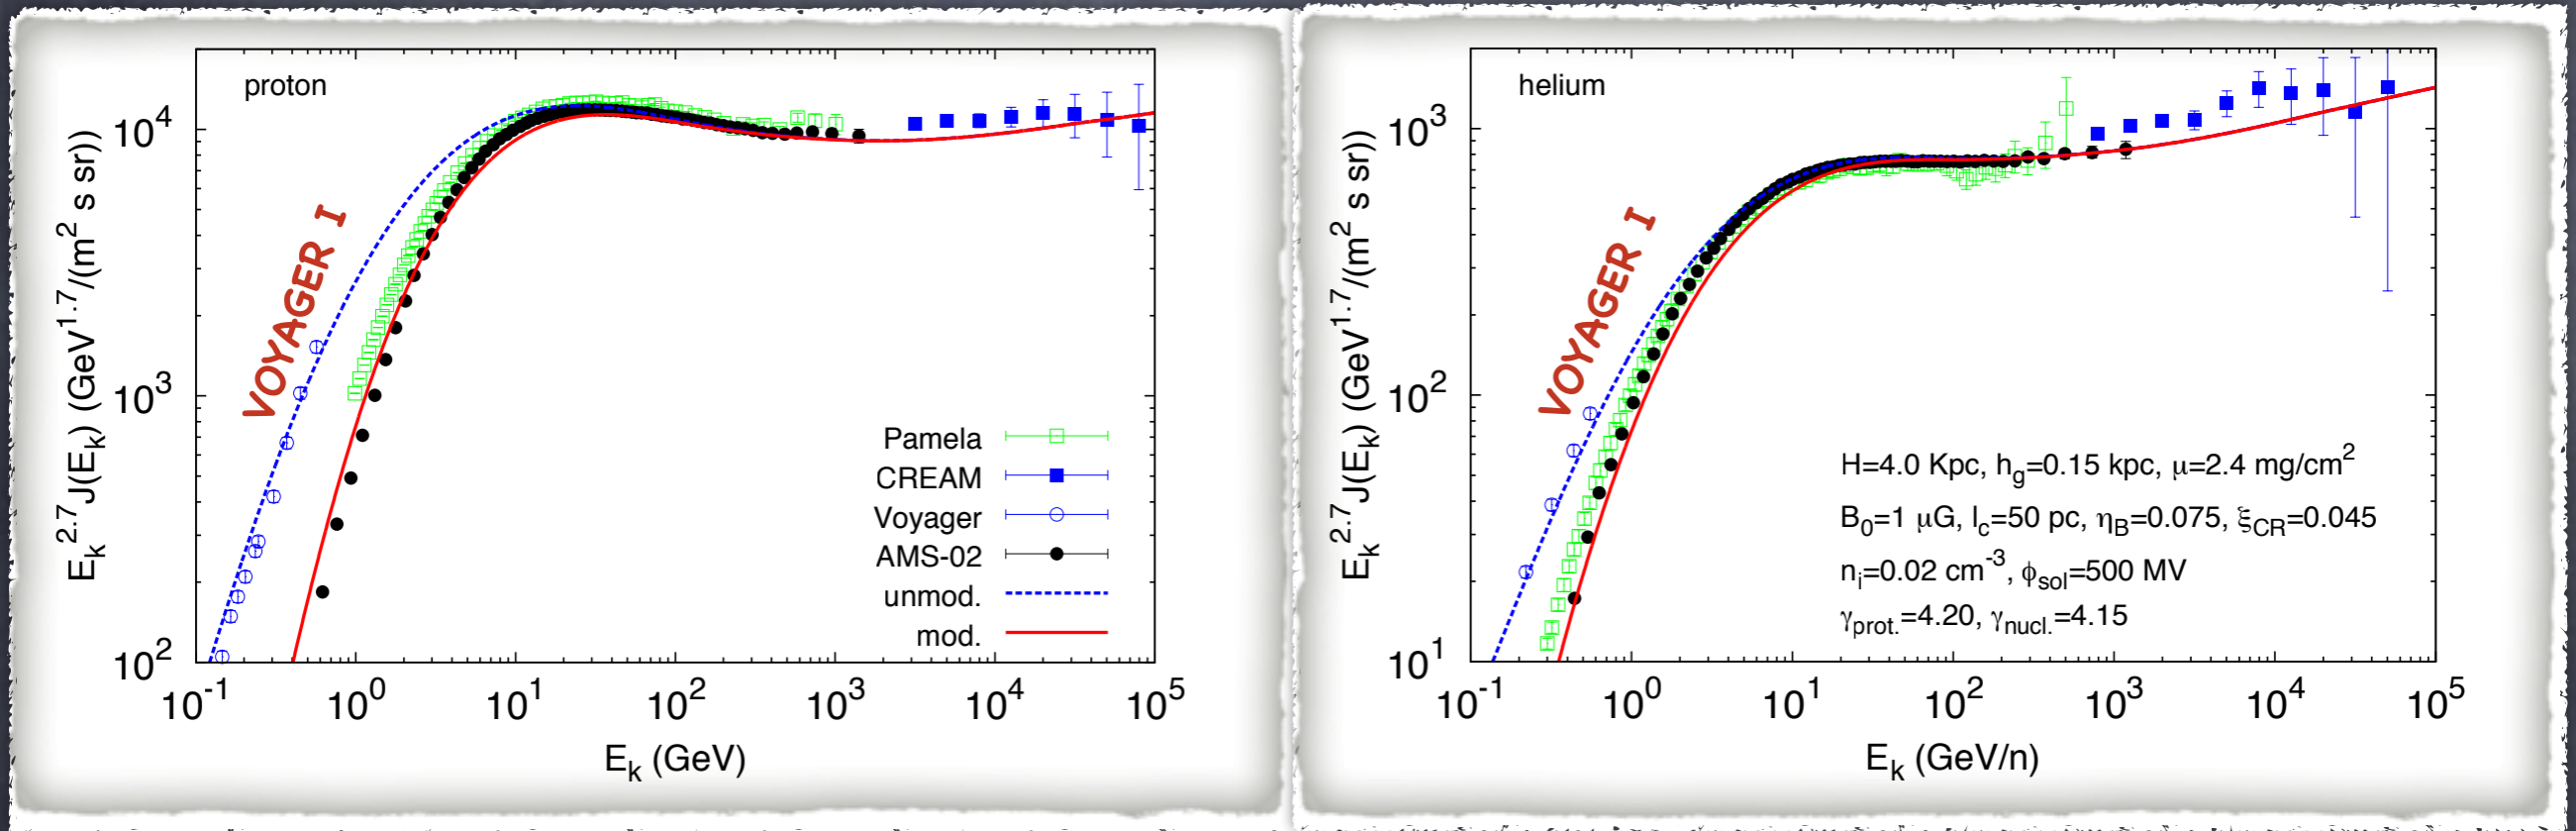 proton
E_k^2.7 J(E_k) (GeV^1.7/(m^2 s sr))
10^4
10^3
10^2
VOYAGER I
Pamela
CREAM
Voyager
AMS-02
unmod.
mod.
10^-1 10^0 10^1 10^2 10^3 10^4 10^5
E_k (GeV)
helium
E_k^2.7 J(E_k) (GeV^1.7/(m^2 s sr))
10^3
10^2
10^1
VOYAGER I
H=4.0 Kpc, h_g=0.15 kpc, μ=2.4 mg/cm^2
B_0=1 μG, l_c=50 pc, η_B=0.075, ξ_CR=0.045
n_i=0.02 cm^-3, ϕ_sol=500 MV
γ_prot.=4.20, γ_nucl.=4.15
10^-1 10^0 10^1 10^2 10^3 10^4 10^5
E_k (GeV/n)